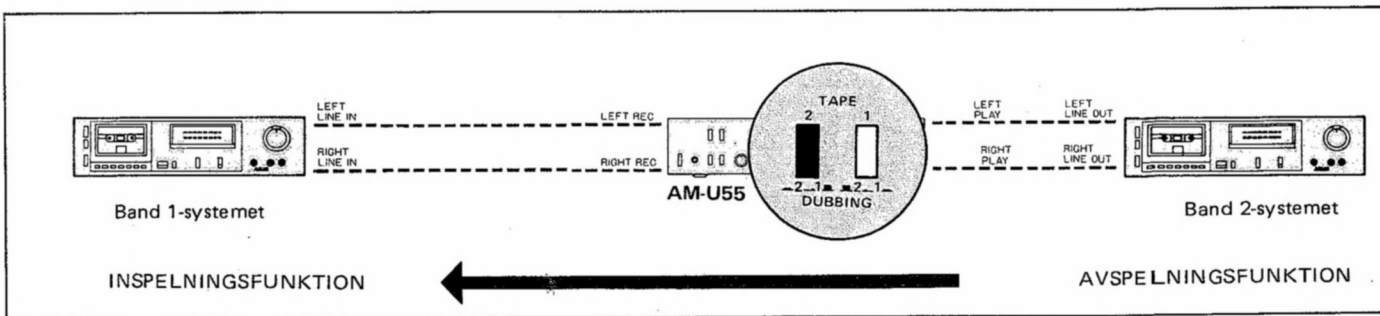 LEFT
LINE IN
LEFT REC
RIGHT
LINE IN
RIGHT REC
Band 1-systemet
AM-U55
TAPE
2 1
2 1 2 1
DUBBING
LEFT
PLAY
LEFT
LINE OUT
RIGHT
PLAY
RIGHT
LINE OUT
Band 2-systemet
INSPELNINGSFUNKTION
AVSPELNINGSFUNKTION